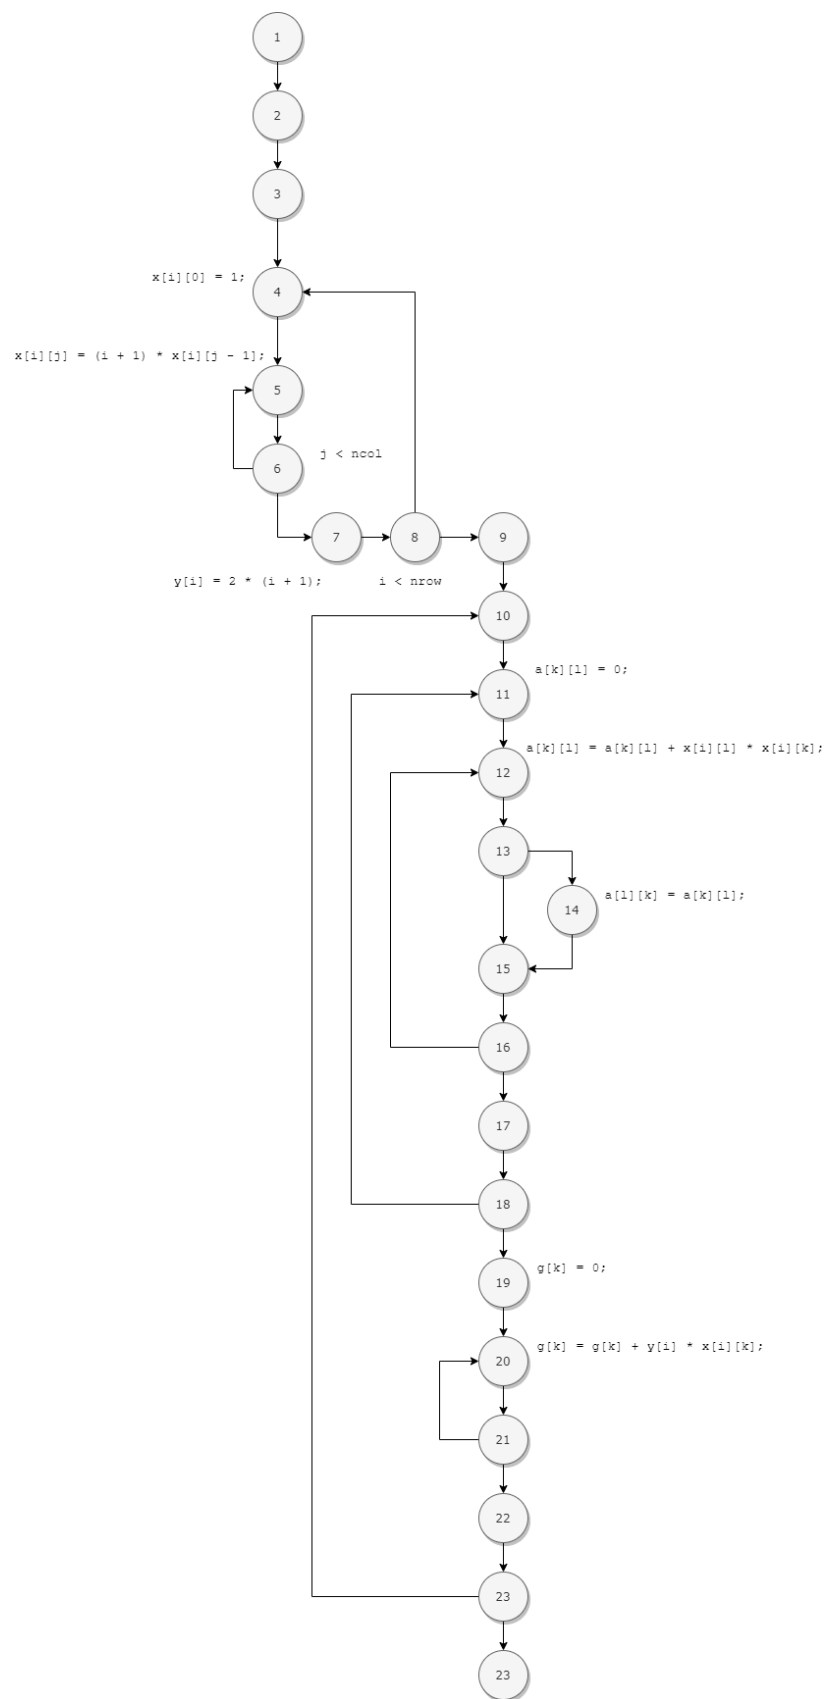 1
2
3
x[i][0] = 1;
4
x[i][j] = (i + 1) * x[i][j - 1];
5
j < ncol
6
7
8
9
y[i] = 2 * (i + 1);
i < nrow
10
a[k][l] = 0;
11
a[k][l] = a[k][l] + x[i][l] * x[i][k];
12
13
a[l][k] = a[k][l];
14
15
16
17
18
g[k] = 0;
19
g[k] = g[k] + y[i] * x[i][k];
20
21
22
23
23